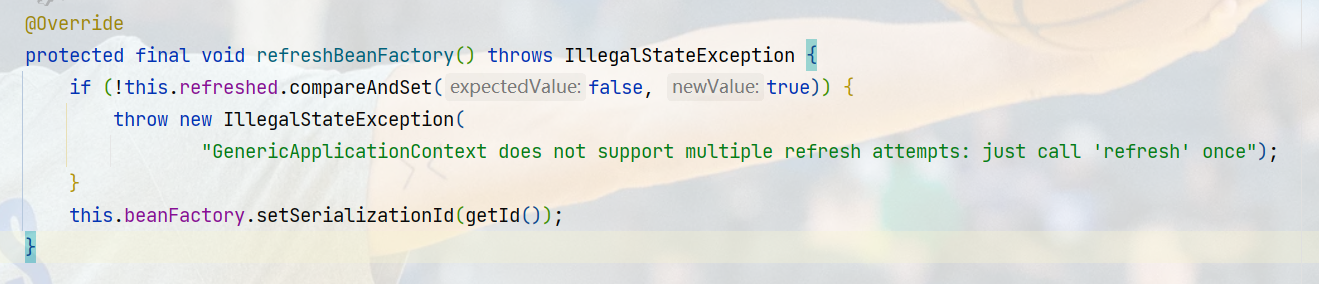 @Override
protected final void refreshBeanFactory() throws IllegalStateException {
if (!this.refreshed.compareAndSet( expectedValue: false, newValue: true)) {
throw new IllegalStateException(
"GenericApplicationContext does not support multiple refresh attempts: just call 'refresh' once");
}
this.beanFactory.setSerializationId(getId());
}